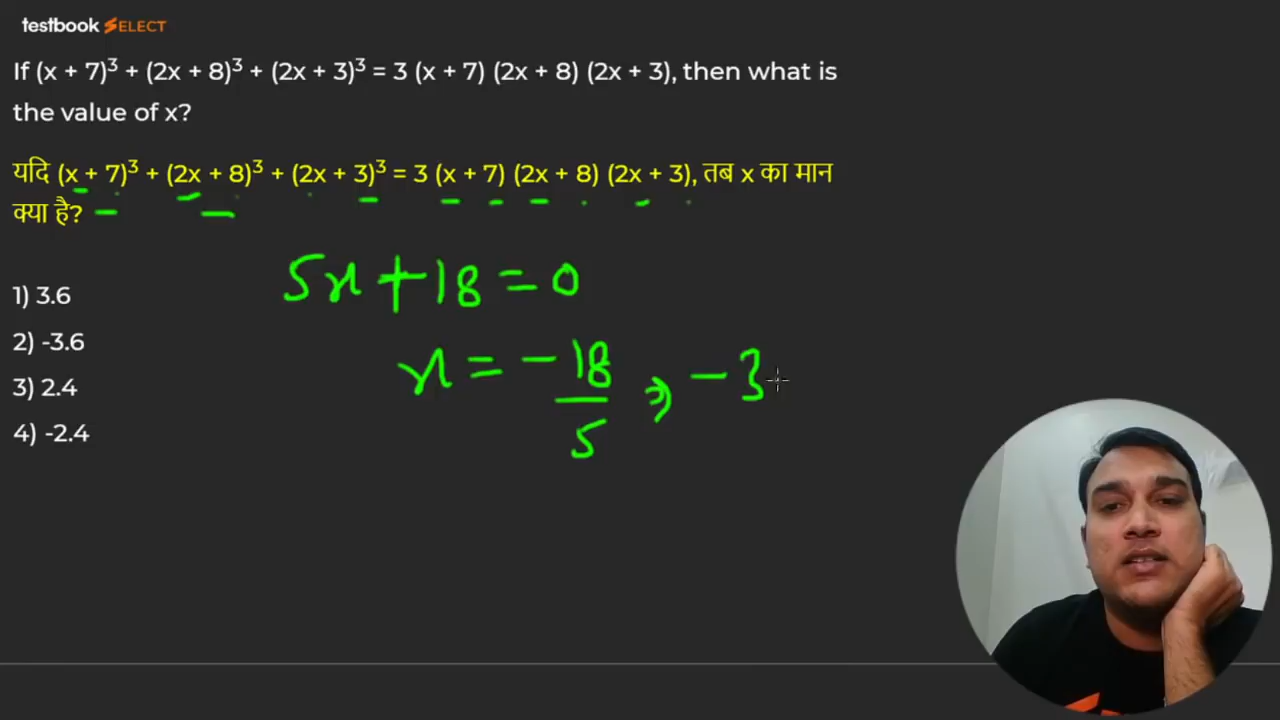 testbook SELECT
If (x + 7)³ + (2x + 8)³ + (2x + 3)³ = 3 (x + 7) (2x + 8) (2x + 3), then what is
the value of x?
यदि (x + 7)³ + (2x + 8)³ + (2x + 3)³ = 3 (x + 7) (2x + 8) (2x + 3), तब x का मान
क्या है?
5x + 18 = 0
1) 3.6
2) -3.6
x = -18/5 ⇒ -3
3) 2.4
4) -2.4